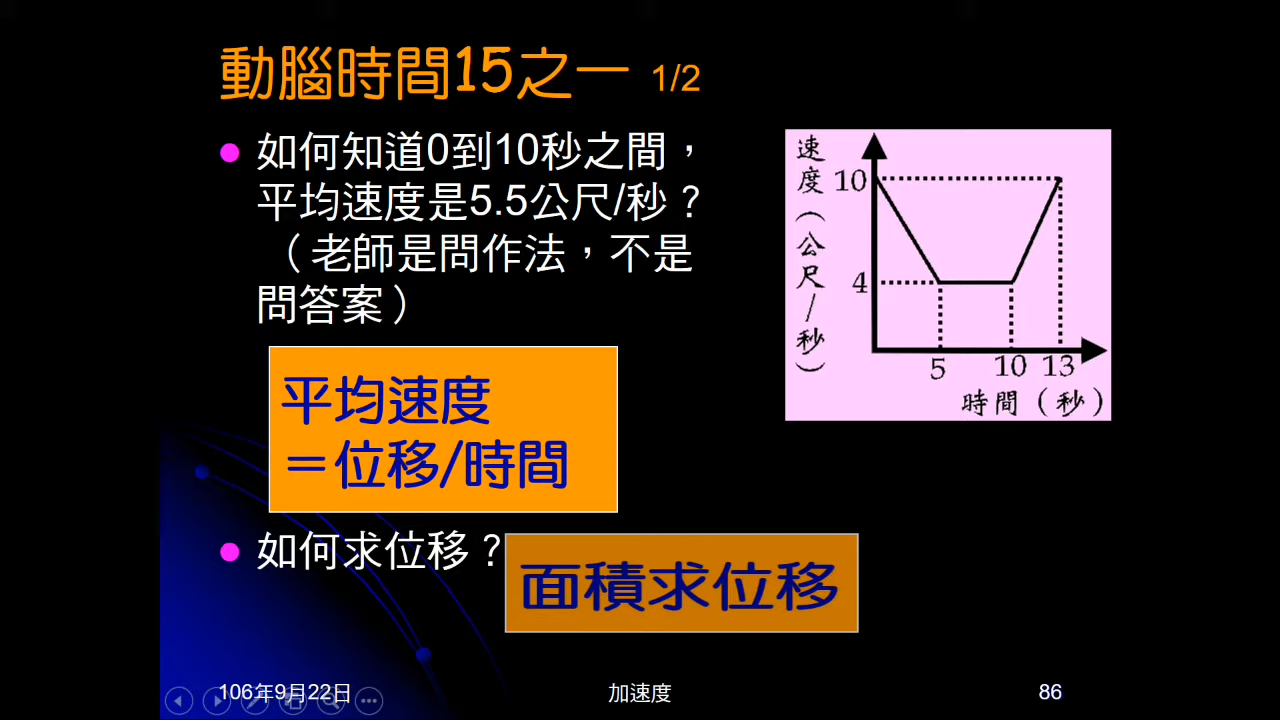 動腦時間15之一 1/2
如何知道0到10秒之間，
平均速度是5.5公尺/秒？
（老師是問作法，不是
問答案）
平均速度
＝位移/時間
如何求位移？
面積求位移
速度（公尺/秒）
10
4
5 10 13
時間（秒）
106年9月22日 加速度 86